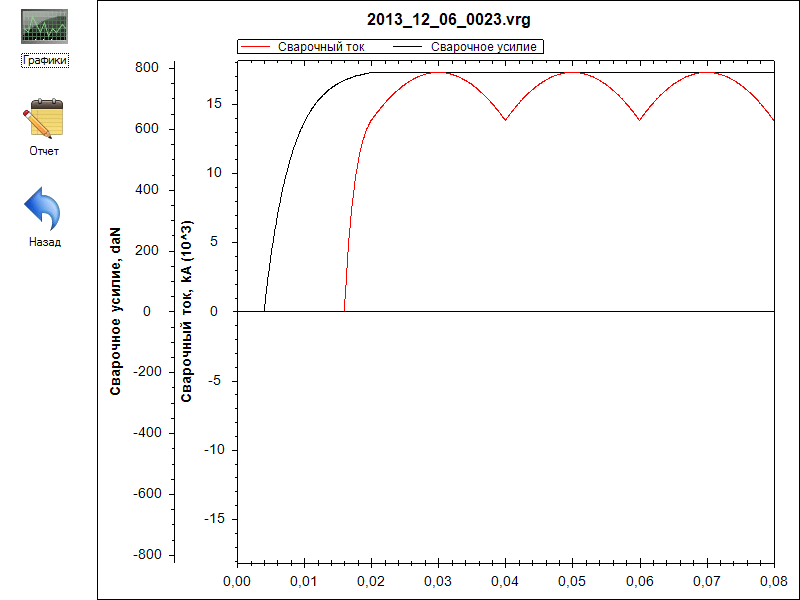 2013_12_06_0023.vrg
Графики
Отчет
Назад
Сварочный ток
Сварочное усилие
Сварочное усилие, daN
800
600
400
200
0
-200
-400
-600
-800
Сварочный ток, kA (10^3)
15
10
5
0
-5
-10
-15
0,00 0,01 0,02 0,03 0,04 0,05 0,06 0,07 0,08